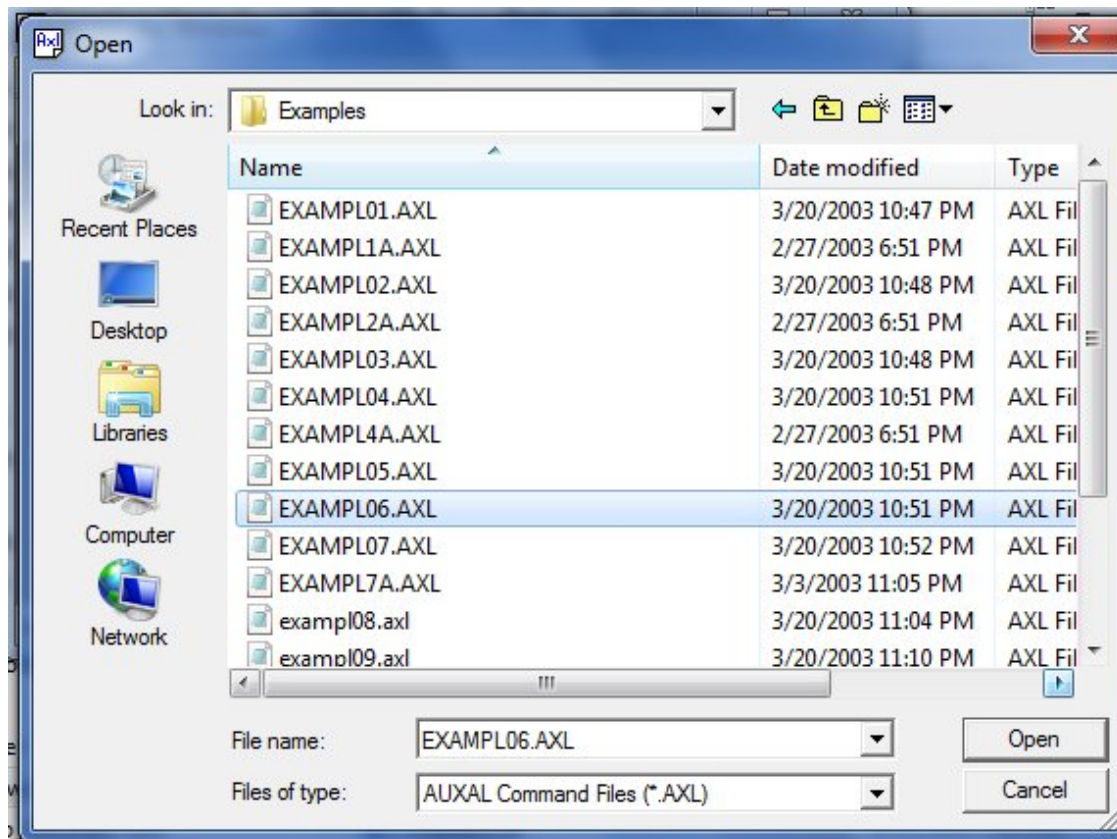 Axl Open X
Look in: Examples
Name Date modified Type
Recent Places
Desktop
Libraries
Computer
Network
EXAMPL01.AXL 3/20/2003 10:47 PM AXL Fil
EXAMPL1A.AXL 2/27/2003 6:51 PM AXL Fil
EXAMPL02.AXL 3/20/2003 10:48 PM AXL Fil
EXAMPL2A.AXL 2/27/2003 6:51 PM AXL Fil
EXAMPL03.AXL 3/20/2003 10:48 PM AXL Fil
EXAMPL04.AXL 3/20/2003 10:51 PM AXL Fil
EXAMPL4A.AXL 2/27/2003 6:51 PM AXL Fil
EXAMPL05.AXL 3/20/2003 10:51 PM AXL Fil
EXAMPL06.AXL 3/20/2003 10:51 PM AXL Fil
EXAMPL07.AXL 3/20/2003 10:52 PM AXL Fil
EXAMPL7A.AXL 3/3/2003 11:05 PM AXL Fil
exampl08.axl 3/20/2003 11:04 PM AXL Fil
exampl09.axl 3/20/2003 11:10 PM AXL Fil
File name: EXAMPL06.AXL Open
Files of type: AUXAL Command Files (*.AXL) Cancel